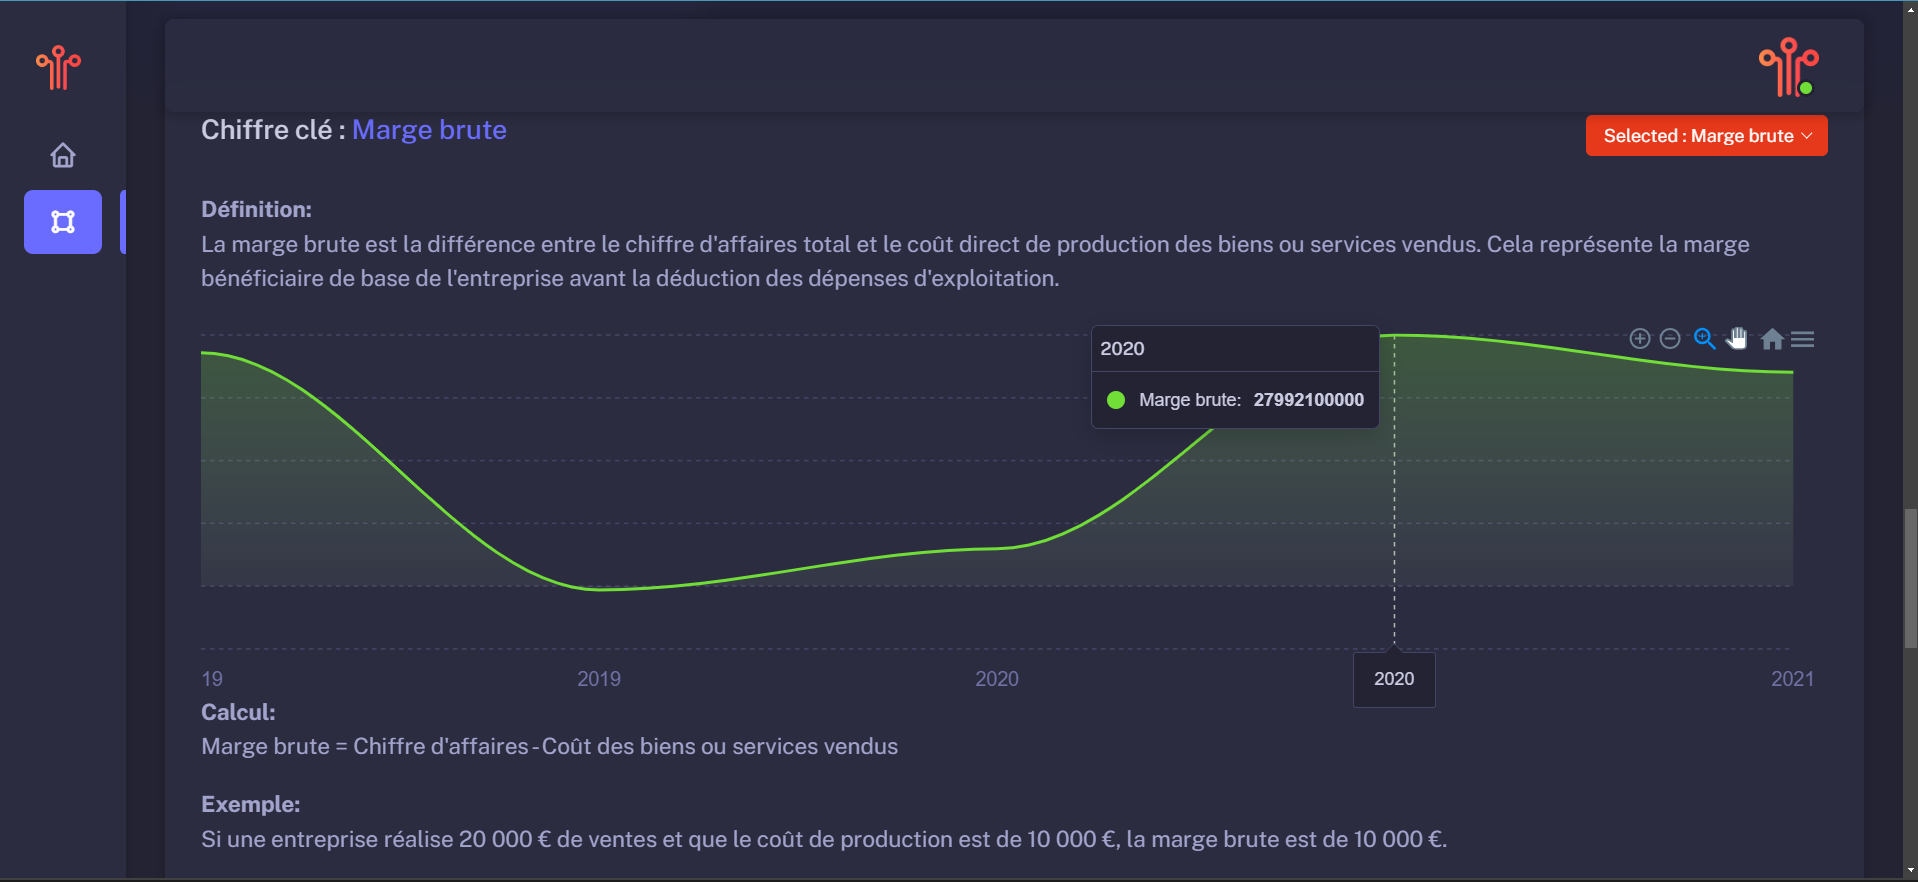 Chiffre clé : Marge brute
Selected : Marge brute
Définition:
La marge brute est la différence entre le chiffre d'affaires total et le coût direct de production des biens ou services vendus. Cela représente la marge
bénéficiaire de base de l'entreprise avant la déduction des dépenses d'exploitation.
2020
Marge brute: 27992100000
19 2019 2020 2020 2021
Calcul:
Marge brute = Chiffre d'affaires - Coût des biens ou services vendus
Exemple:
Si une entreprise réalise 20 000 € de ventes et que le coût de production est de 10 000 €, la marge brute est de 10 000 €.